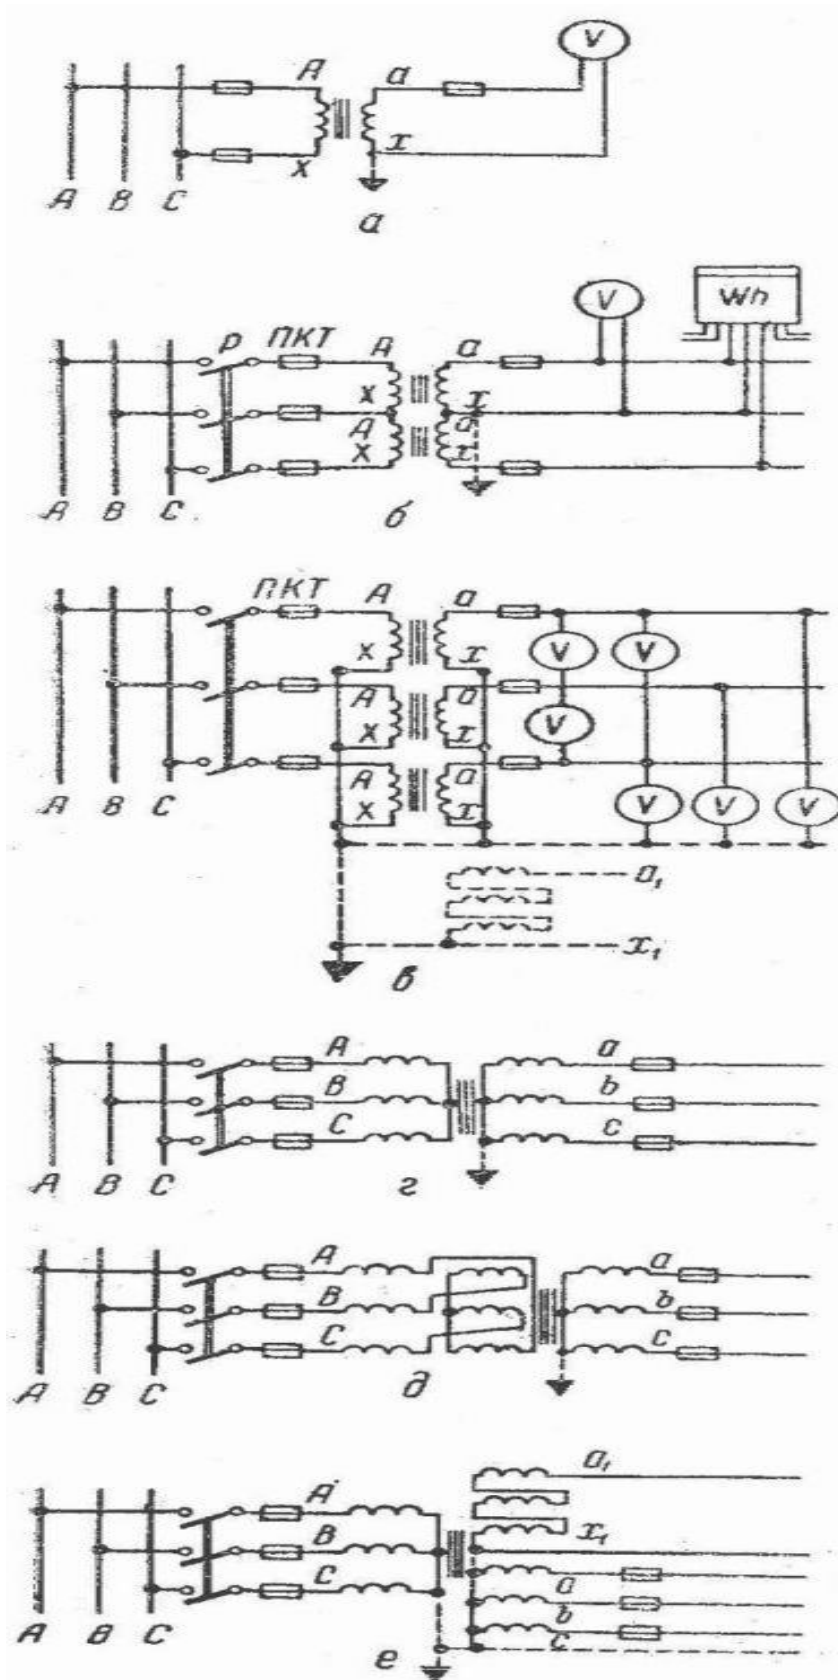 V
A a
X x
A B C
а
V Wh
P ПКТ A a
X x
A a
X x
A B C
б
ПКТ A a
X x
V V
A a
X x
V
A a
X x
V V V
A B C
a₁
x₁
в
A a
B b
C c
A B C
г
A a
B b
C c
A B C
д
a₁
A
x₁
B
C
a
b
c
A B C
е